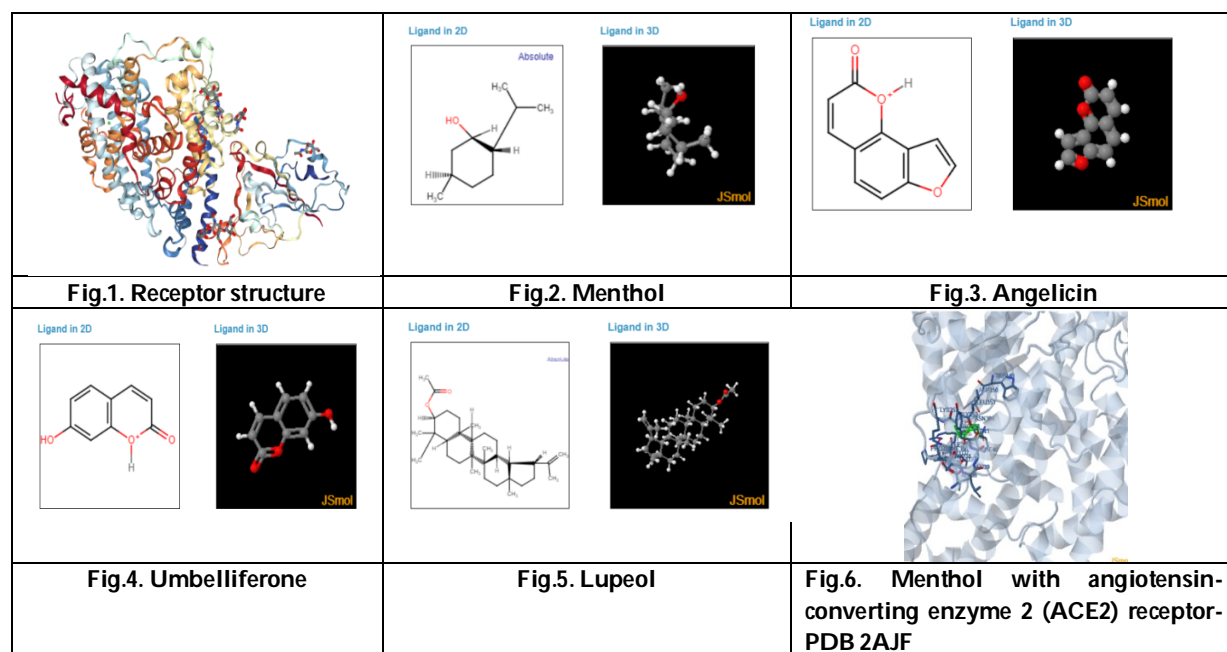 Fig.1. Receptor structure
Ligand in 2D
Ligand in 3D
Absolute
CH₃
CH₃
HO
H
H
H
H₃C
JSmol
Fig.2. Menthol
Ligand in 2D
Ligand in 3D
O
H
O⁺
O
JSmol
Fig.3. Angelicin
Ligand in 2D
Ligand in 3D
HO
O⁺
O
H
JSmol
Fig.4. Umbelliferone
Ligand in 2D
Ligand in 3D
Absolute
JSmol
Fig.5. Lupeol
Fig.6. Menthol with angiotensin-
converting enzyme 2 (ACE2) receptor-
PDB 2AJF